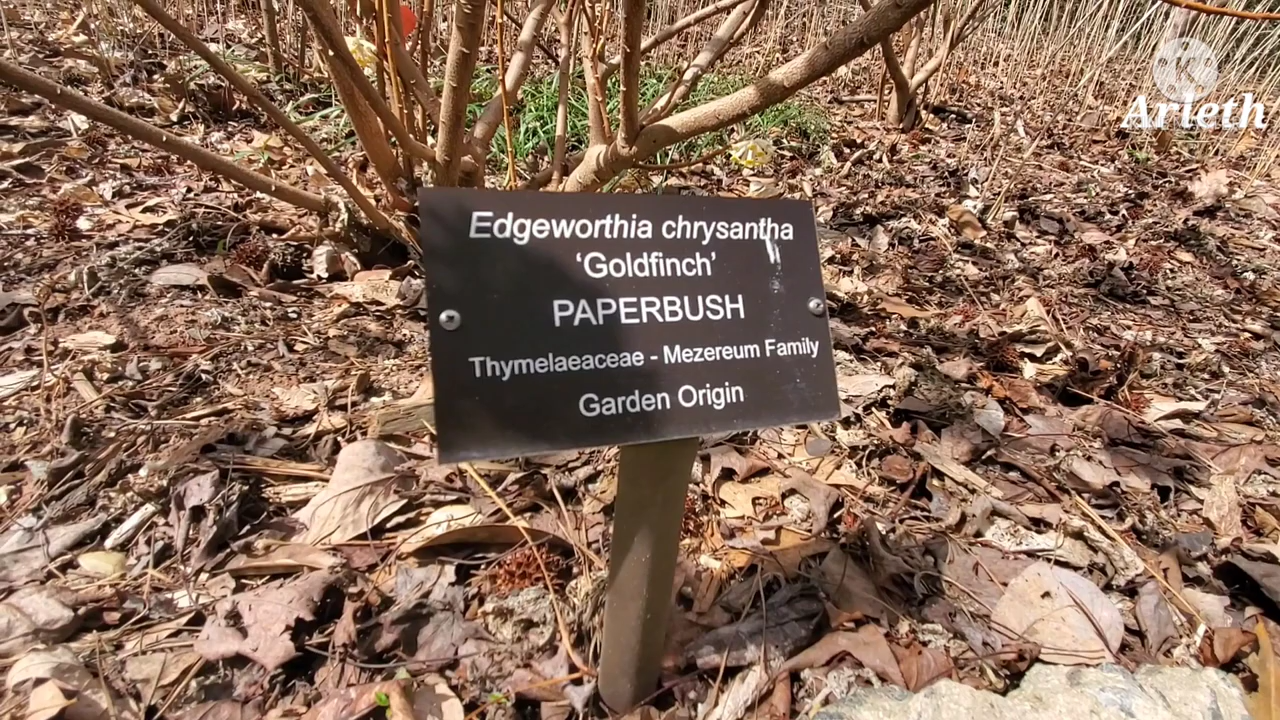 Arieth
Edgeworthia chrysantha
‘Goldfinch’
PAPERBUSH
Thymelaeaceae - Mezereum Family
Garden Origin